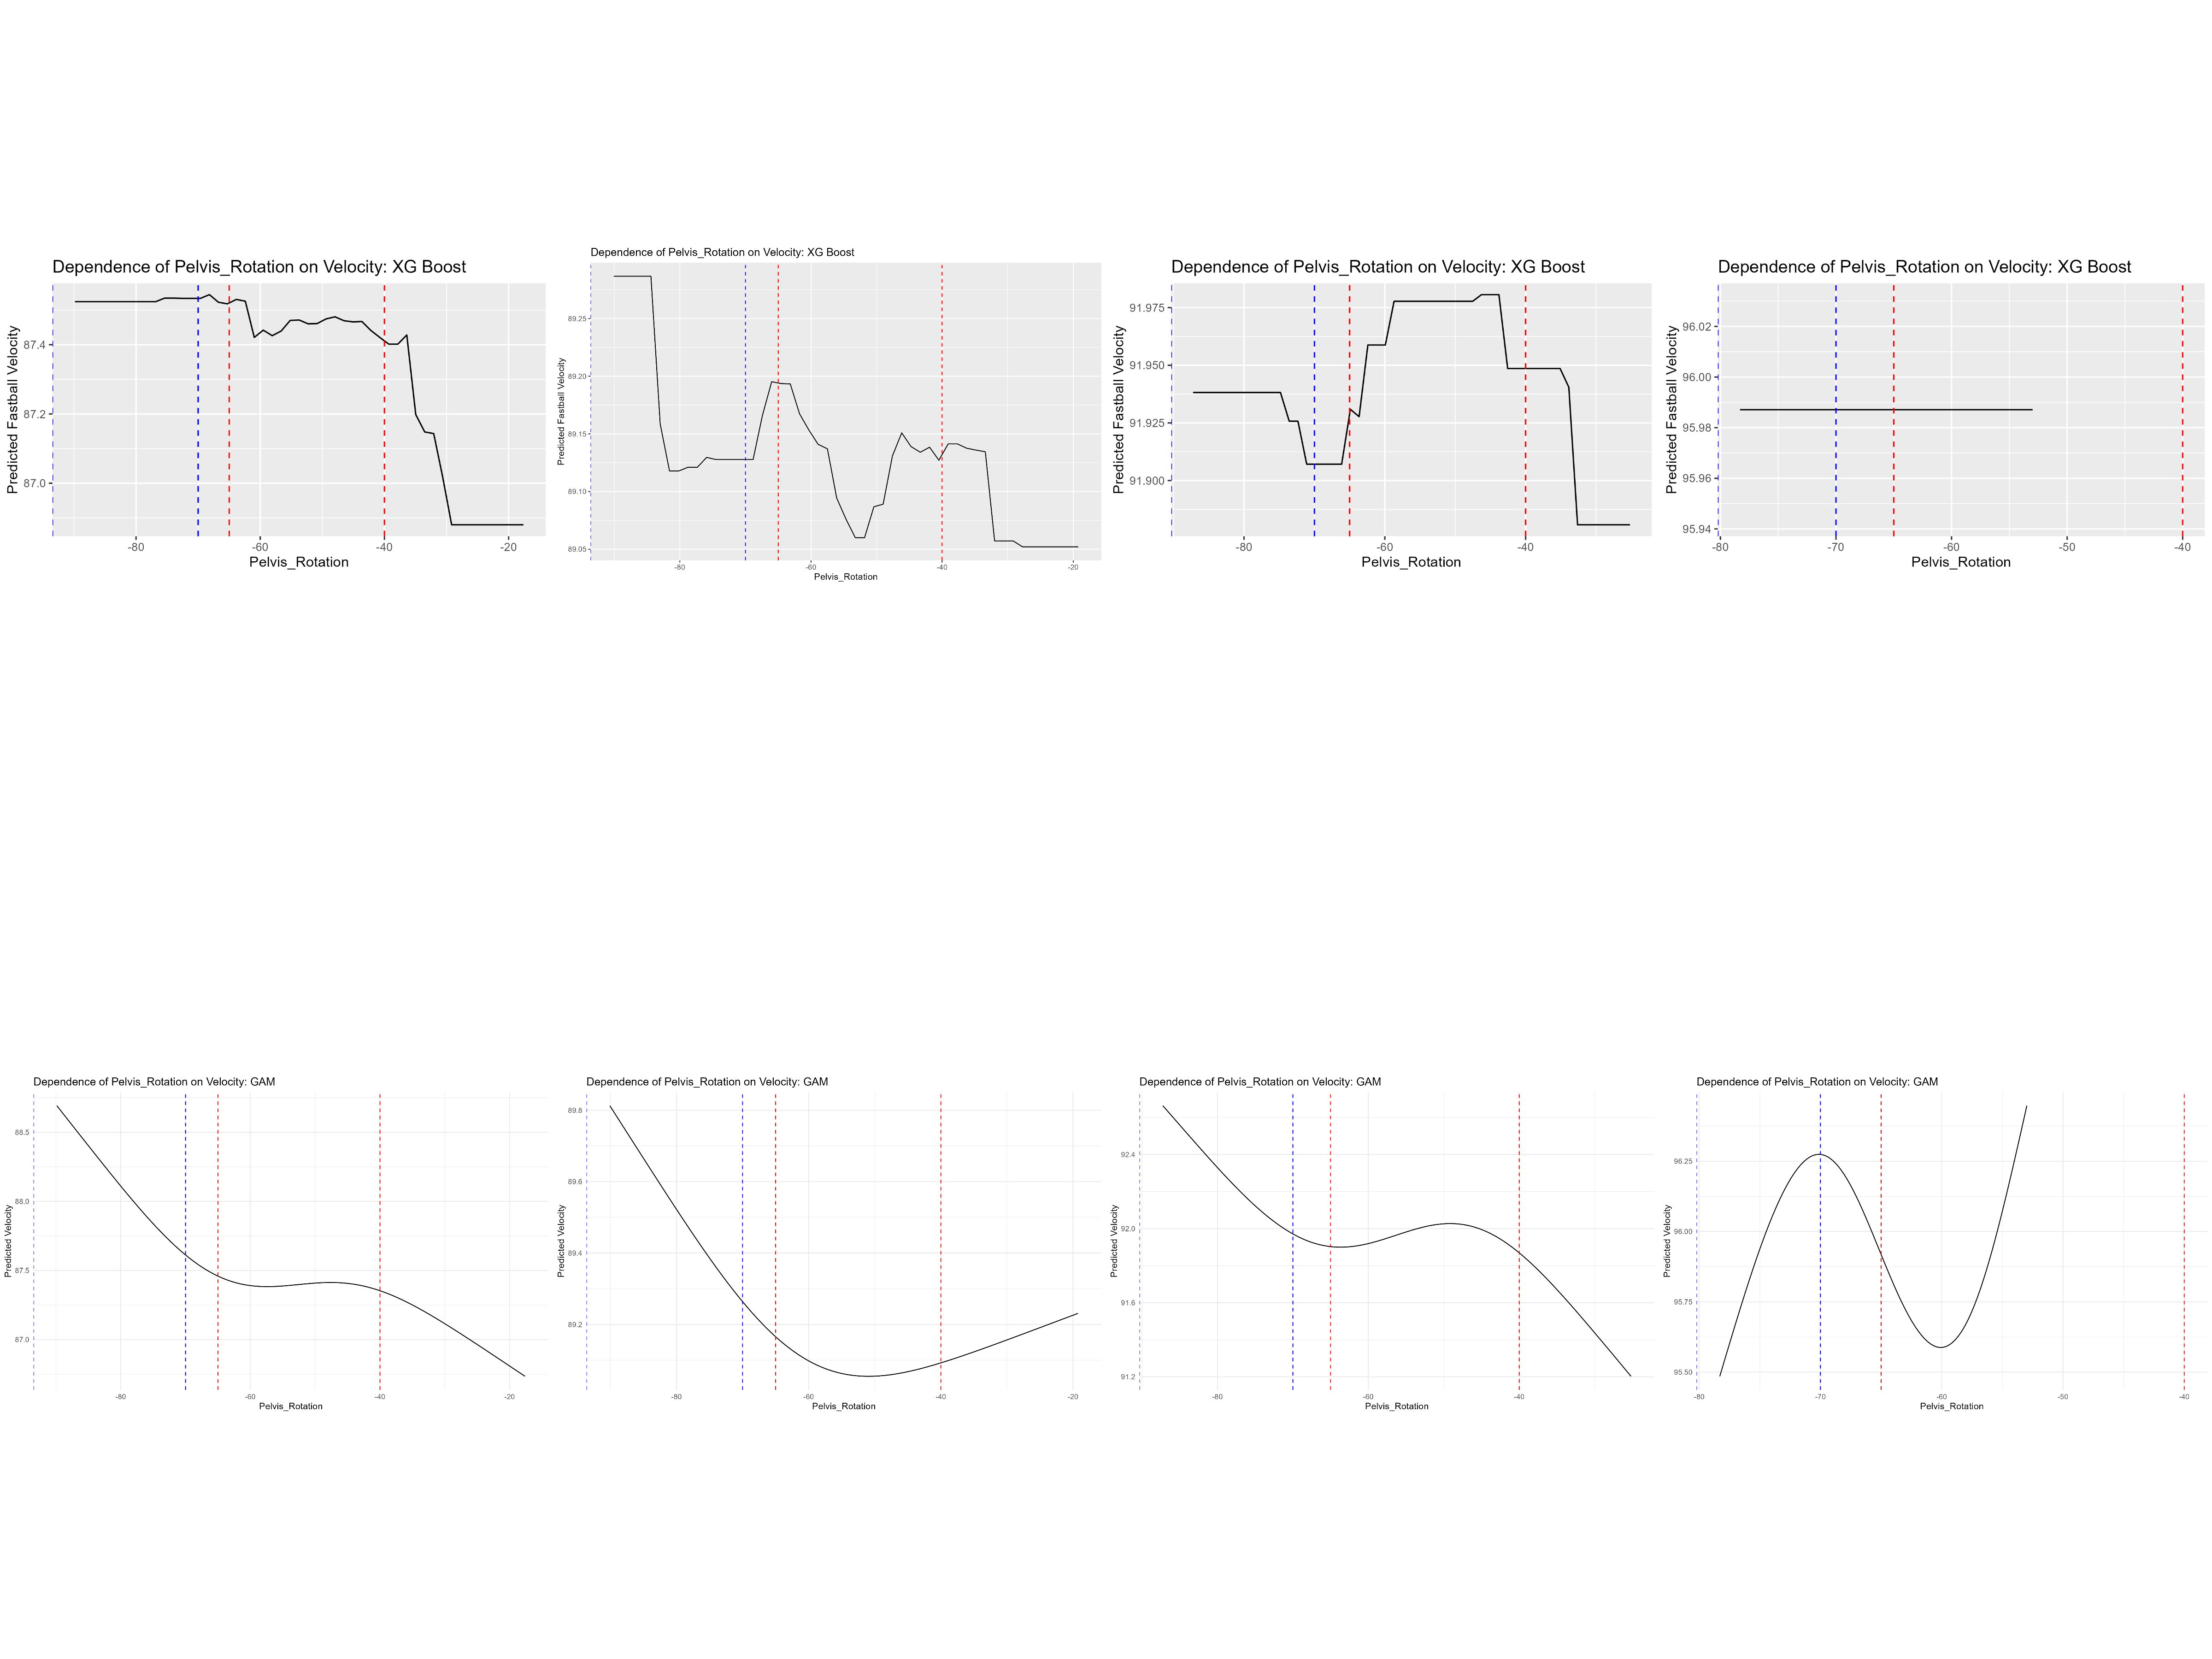 Dependence of Pelvis_Rotation on Velocity: XG Boost
Predicted Fastball Velocity
87.4
87.2
87.0
-80 -60 -40 -20
Pelvis_Rotation
Dependence of Pelvis_Rotation on Velocity: XG Boost
Predicted Fastball Velocity
89.25
89.20
89.15
89.10
89.05
-80 -60 -40 -20
Pelvis_Rotation
Dependence of Pelvis_Rotation on Velocity: XG Boost
Predicted Fastball Velocity
91.975
91.950
91.925
91.900
-80 -60 -40
Pelvis_Rotation
Dependence of Pelvis_Rotation on Velocity: XG Boost
Predicted Fastball Velocity
96.02
96.00
95.98
95.96
95.94
-80 -70 -60 -50 -40
Pelvis_Rotation
Dependence of Pelvis_Rotation on Velocity: GAM
Predicted Velocity
88.5
88.0
87.5
87.0
-80 -60 -40 -20
Pelvis_Rotation
Dependence of Pelvis_Rotation on Velocity: GAM
Predicted Velocity
89.8
89.6
89.4
89.2
-80 -60 -40 -20
Pelvis_Rotation
Dependence of Pelvis_Rotation on Velocity: GAM
Predicted Velocity
92.4
92.0
91.6
91.2
-80 -60 -40
Pelvis_Rotation
Dependence of Pelvis_Rotation on Velocity: GAM
Predicted Velocity
96.25
96.00
95.75
95.50
-80 -70 -60 -50 -40
Pelvis_Rotation